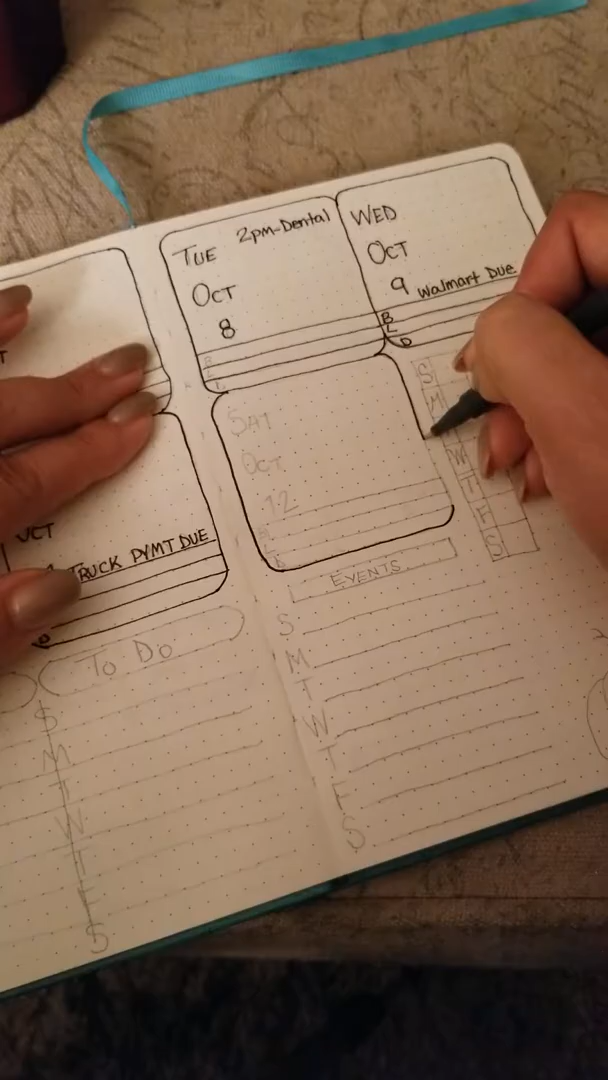 TUE 2pm-Dental
OCT
8
B
L
D
WED
OCT
9 Walmart Due
B
L
D
SAT
OCT
12
OCT
TRUCK PYMT DUE
D
S
M
W
T
F
S
EVENTS
S
M
T
W
T
F
S
TO DO
S
M
T
W
T
F
S